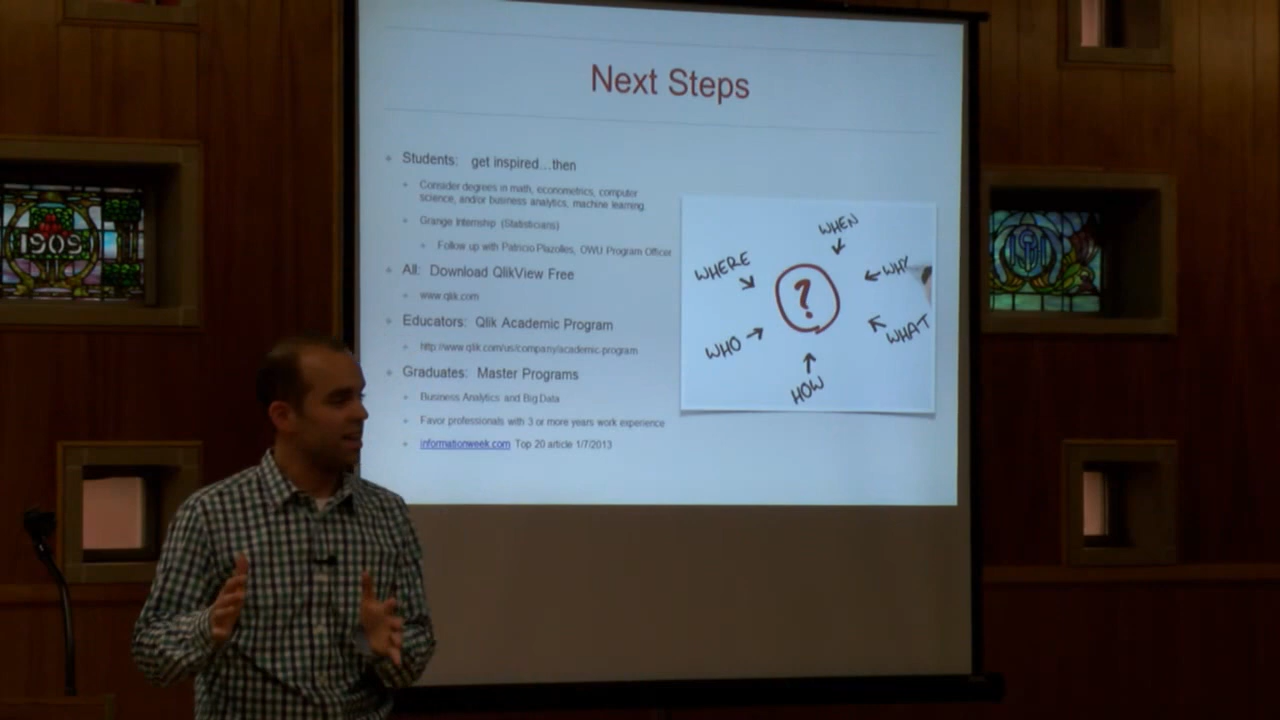 Next Steps
Students: get inspired...then
Consider degrees in math, econometrics, computer
science, and/or business analytics, machine learning
Grange Internship (Statisticians)
Follow up with Patricio Plazolles, OWU Program Officer
All: Download QlikView Free
www.qlik.com
Educators: Qlik Academic Program
http://www.qlik.com/us/company/academic-program
Graduates: Master Programs
Business Analytics and Big Data
Favor professionals with 3 or more years work experience
informationweek.com Top 20 article 1/7/2013
WHEN
WHERE
WHY
?
WHO
WHAT
HOW
1909